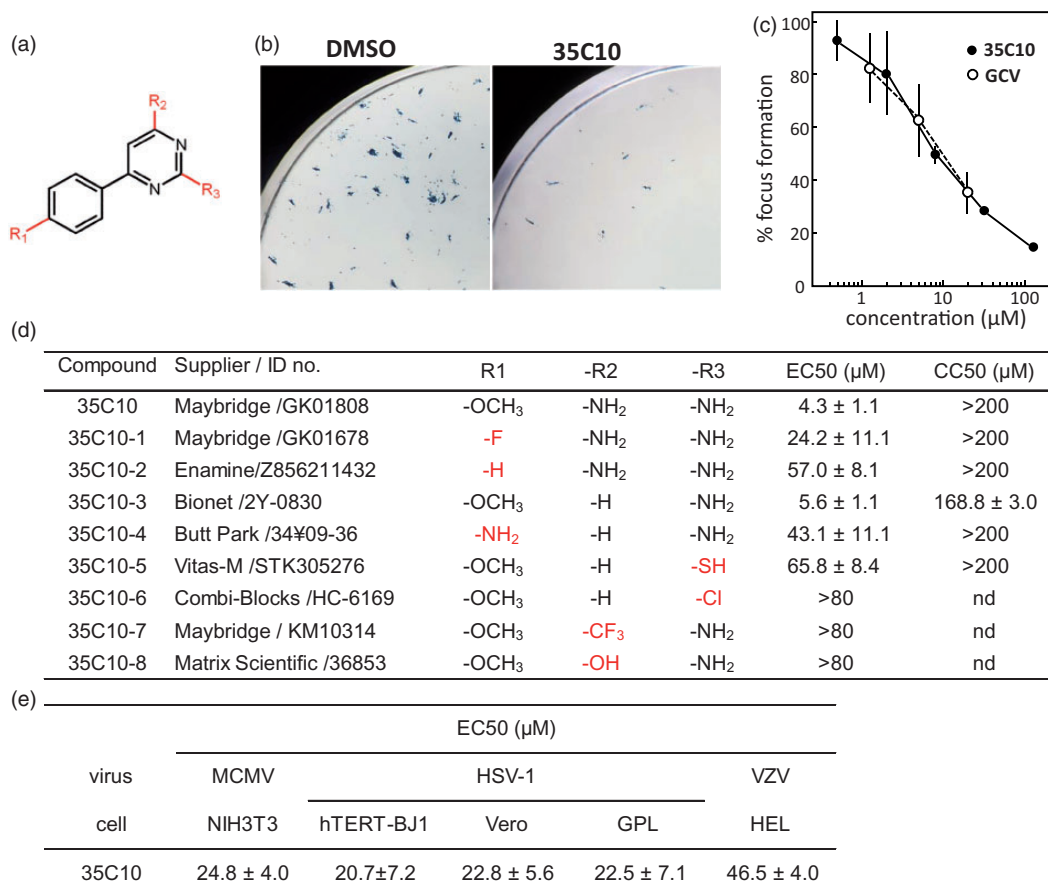 (a)
R2
N
N
R3
R1
(b)
DMSO
35C10
(c)
100
80
60
40
20
0
% focus formation
35C10
GCV
1
10
100
concentration (µM)
(d)
Compound Supplier / ID no. R1 -R2 -R3 EC50 (µM) CC50 (µM)
35C10 Maybridge /GK01808 -OCH3 -NH2 -NH2 4.3 ± 1.1 >200
35C10-1 Maybridge /GK01678 -F -NH2 -NH2 24.2 ± 11.1 >200
35C10-2 Enamine/Z856211432 -H -NH2 -NH2 57.0 ± 8.1 >200
35C10-3 Bionet /2Y-0830 -OCH3 -H -NH2 5.6 ± 1.1 168.8 ± 3.0
35C10-4 Butt Park /34¥09-36 -NH2 -H -NH2 43.1 ± 11.1 >200
35C10-5 Vitas-M /STK305276 -OCH3 -H -SH 65.8 ± 8.4 >200
35C10-6 Combi-Blocks /HC-6169 -OCH3 -H -Cl >80 nd
35C10-7 Maybridge / KM10314 -OCH3 -CF3 -NH2 >80 nd
35C10-8 Matrix Scientific /36853 -OCH3 -OH -NH2 >80 nd
(e)
EC50 (µM)
virus MCMV HSV-1 VZV
cell NIH3T3 hTERT-BJ1 Vero GPL HEL
35C10 24.8 ± 4.0 20.7±7.2 22.8 ± 5.6 22.5 ± 7.1 46.5 ± 4.0